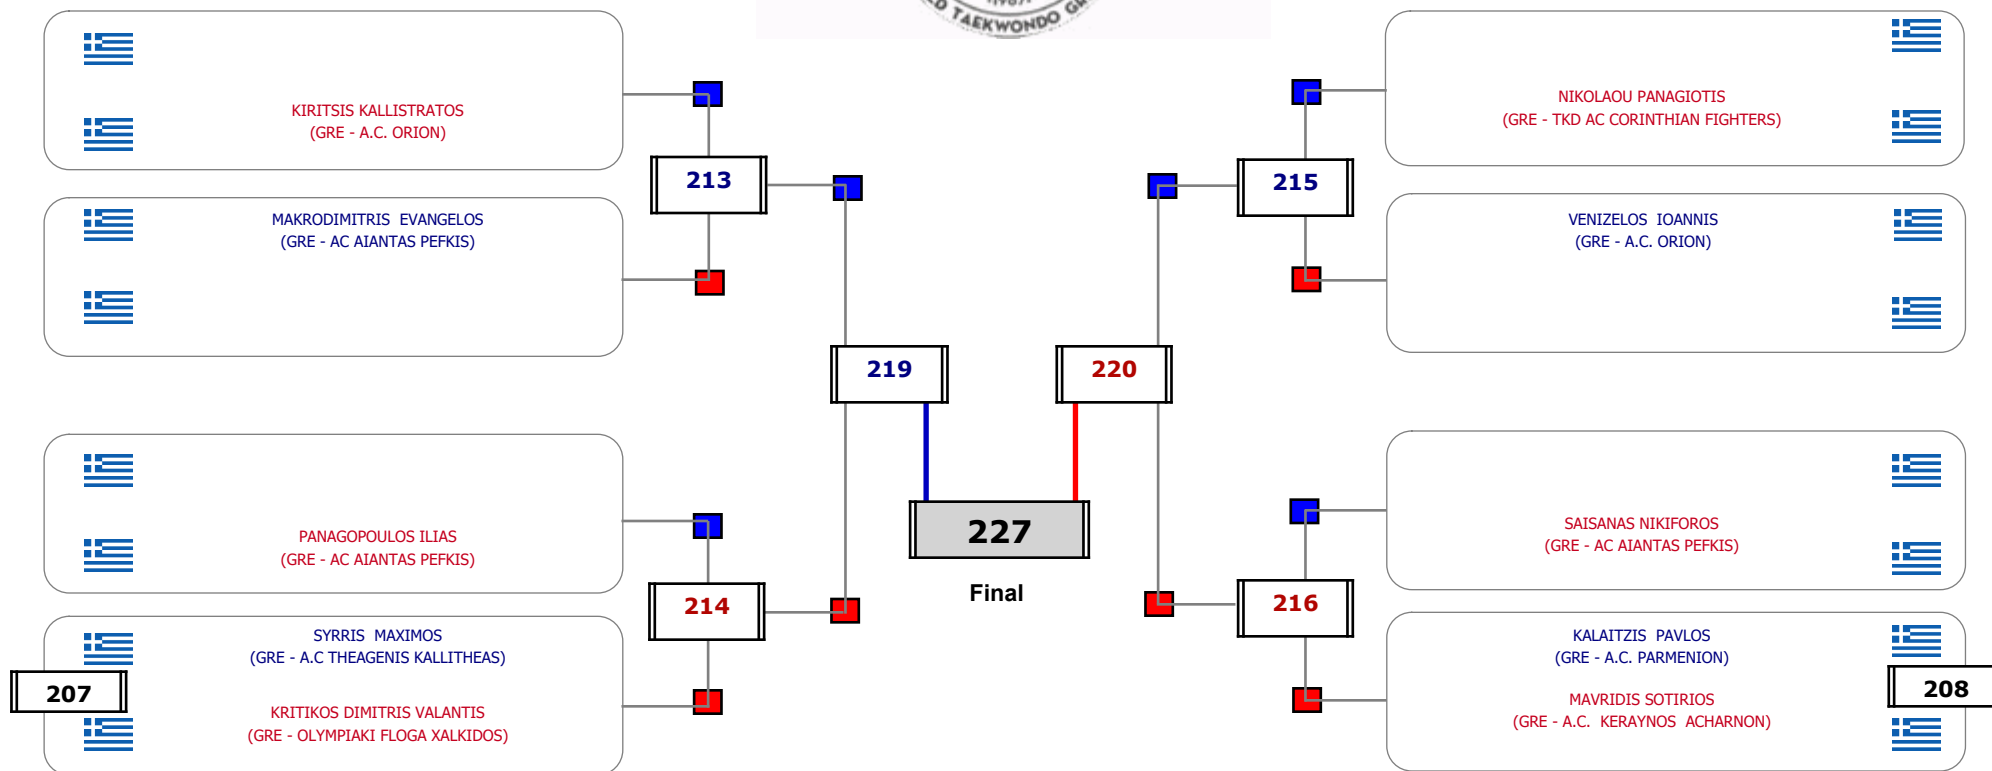 TAEKWONDO
KIRITSIS KALLISTRATOS
(GRE - A.C. ORION)
213
MAKRODIMITRIS EVANGELOS
(GRE - AC AIANTAS PEFKIS)
219
PANAGOPOULOS ILIAS
(GRE - AC AIANTAS PEFKIS)
214
SYRRIS MAXIMOS
(GRE - A.C THEAGENIS KALLITHEAS)
207
KRITIKOS DIMITRIS VALANTIS
(GRE - OLYMPIAKI FLOGA XALKIDOS)
227
Final
NIKOLAOU PANAGIOTIS
(GRE - TKD AC CORINTHIAN FIGHTERS)
215
VENIZELOS IOANNIS
(GRE - A.C. ORION)
220
SAISANAS NIKIFOROS
(GRE - AC AIANTAS PEFKIS)
216
KALAITZIS PAVLOS
(GRE - A.C. PARMENION)
208
MAVRIDIS SOTIRIOS
(GRE - A.C. KERAYNOS ACHARNON)